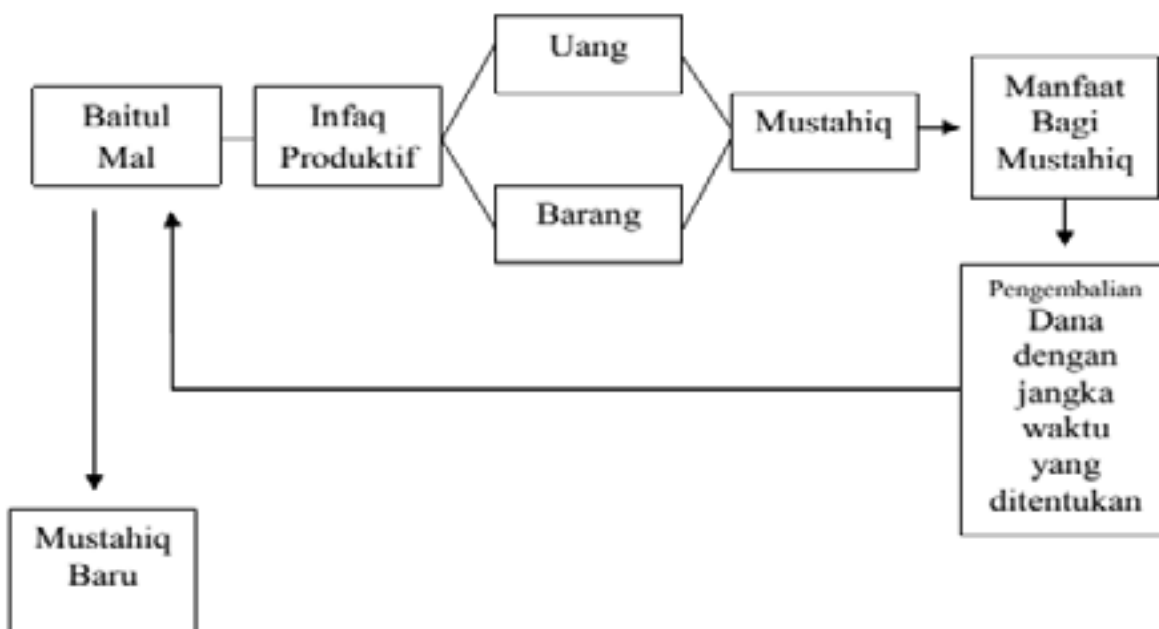 Baitul
Mal
Infaq
Produktif
Uang
Barang
Mustahiq
Manfaat
Bagi
Mustahiq
Pengembalian
Dana
dengan
jangka
waktu
yang
ditentukan
Mustahiq
Baru